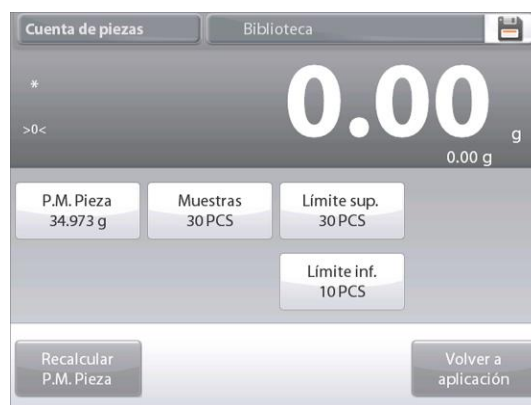 Cuenta de piezas
Biblioteca
*
0.00
>0<
g
0.00 g
P.M. Pieza
34.973 g
Muestras
30 PCS
Límite sup.
30 PCS
Límite inf.
10 PCS
Recalcular
P.M. Pieza
Volver a
aplicación